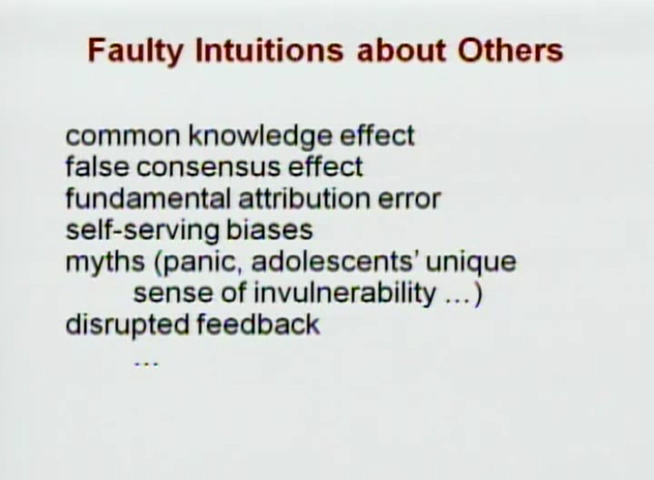 Faulty Intuitions about Others
common knowledge effect
false consensus effect
fundamental attribution error
self-serving biases
myths (panic, adolescents’ unique
sense of invulnerability ...)
disrupted feedback
...